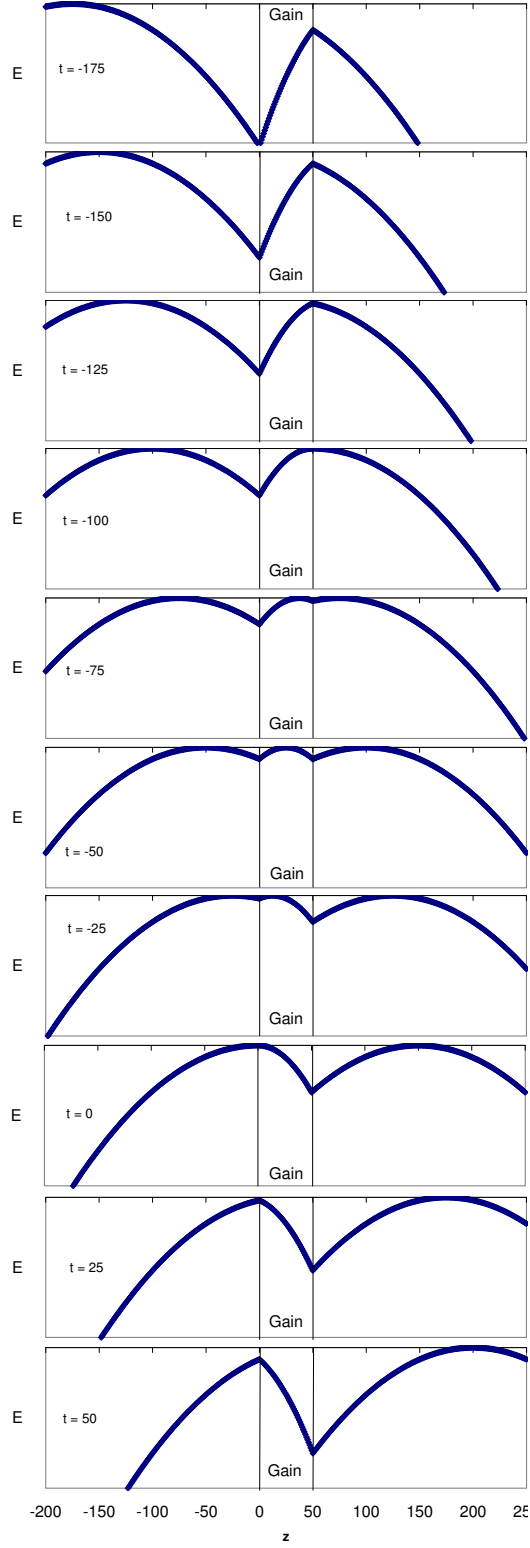 Gain
E
t = -175
t = -150
E
Gain
E
t = -125
Gain
E
t = -100
Gain
E
t = -75
Gain
E
t = -50
Gain
t = -25
E
Gain
E
t = 0
Gain
E
t = 25
Gain
E
t = 50
Gain
-200 -150 -100 -50 0 50 100 150 200 25
z